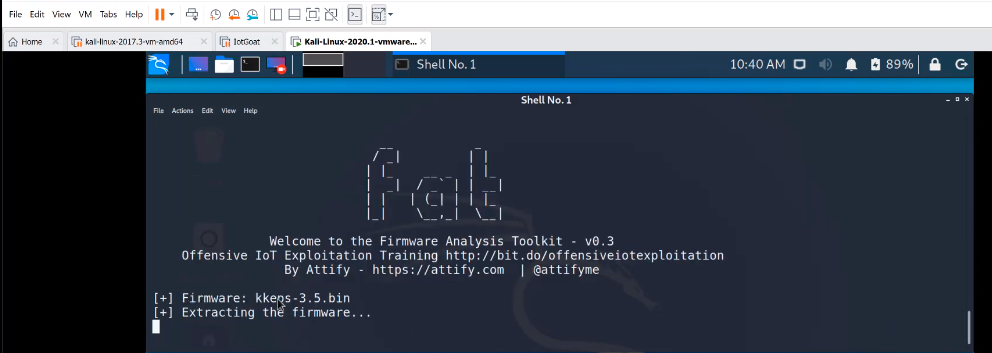 File Edit View VM Tabs Help
Home kali-linux-2017.3-vm-amd64 IotGoat Kali-Linux-2020.1-vmware...
Shell No. 1 10:40 AM 89%
Shell No. 1
File Actions Edit View Help
fat
Welcome to the Firmware Analysis Toolkit - v0.3
Offensive IoT Exploitation Training http://bit.do/offensiveiotexploitation
By Attify - https://attify.com | @attifyme
[+] Firmware: kkeps-3.5.bin
[+] Extracting the firmware...